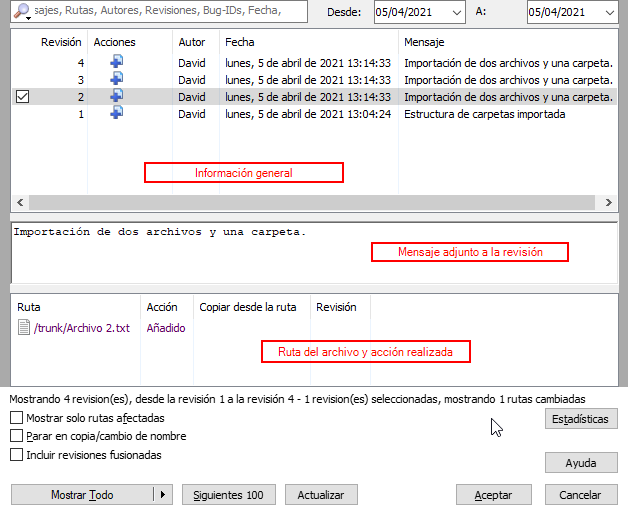 sajes, Rutas, Autores, Revisiones, Bug-IDs, Fecha, Desde: 05/04/2021 A: 05/04/2021
Revisión Acciones Autor Fecha Mensaje
4 David lunes, 5 de abril de 2021 13:14:33 Importación de dos archivos y una carpeta.
3 David lunes, 5 de abril de 2021 13:14:33 Importación de dos archivos y una carpeta.
2 David lunes, 5 de abril de 2021 13:14:33 Importación de dos archivos y una carpeta.
1 David lunes, 5 de abril de 2021 13:04:24 Estructura de carpetas importada
Información general
Importación de dos archivos y una carpeta.
Mensaje adjunto a la revisión
Ruta Acción Copiar desde la ruta Revisión
/trunk/Archivo 2.txt Añadido
Ruta del archivo y acción realizada
Mostrando 4 revision(es), desde la revisión 1 a la revisión 4 - 1 revision(es) seleccionadas, mostrando 1 rutas cambiadas
Mostrar solo rutas afectadas
Estadísticas
Parar en copia/cambio de nombre
Incluir revisiones fusionadas
Ayuda
Mostrar Todo Siguientes 100 Actualizar Aceptar Cancelar